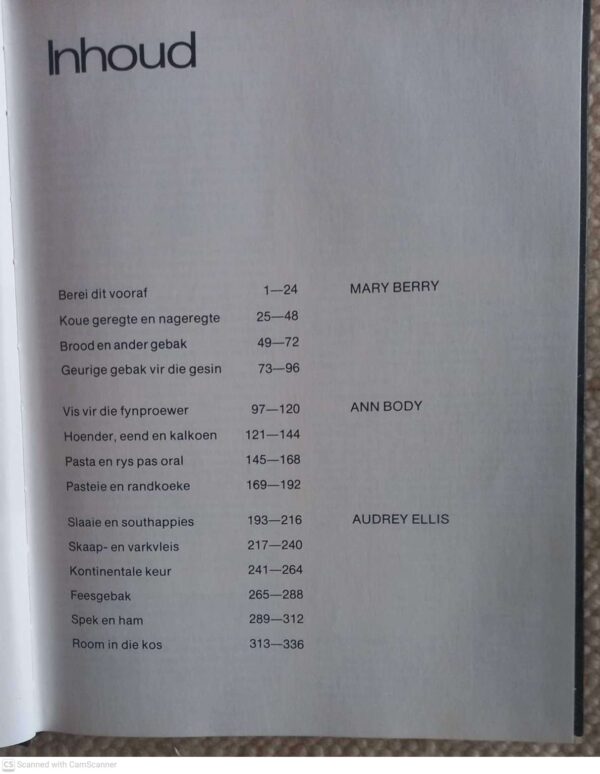 Inhoud
Berei dit vooraf 1—24 MARY BERRY
Koue geregte en nageregte 25—48
Brood en ander gebak 49—72
Geurige gebak vir die gesin 73—96
Vis vir die fynproewer 97—120 ANN BODY
Hoender, eend en kalkoen 121—144
Pasta en rys pas oral 145—168
Pasteie en randkoeke 169—192
Slaaie en southappies 193—216 AUDREY ELLIS
Skaap- en varkvleis 217—240
Kontinentale keur 241—264
Feesgebak 265—288
Spek en ham 289—312
Room in die kos 313—336
CS Scanned with CamScanner